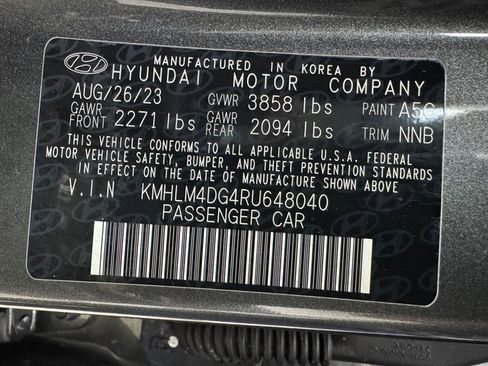 MANUFACTURED IN KOREA BY
HYUNDAI MOTOR COMPANY
AUG/26/23 GVWR 3858 lbs PAINT A5G
GAWR FRONT 2271 lbs GAWR REAR 2094 lbs TRIM NNB
THIS VEHICLE CONFORMS TO ALL APPLICABLE U.S.A. FEDERAL
MOTOR VEHICLE SAFETY, BUMPER, AND THEFT PREVENTION
STANDARDS IN EFFECT ON THE DATE OF MANUFACTURE SHOWN ABOVE.
V.I.N KMHLM4DG4RU648040
PASSENGER CAR